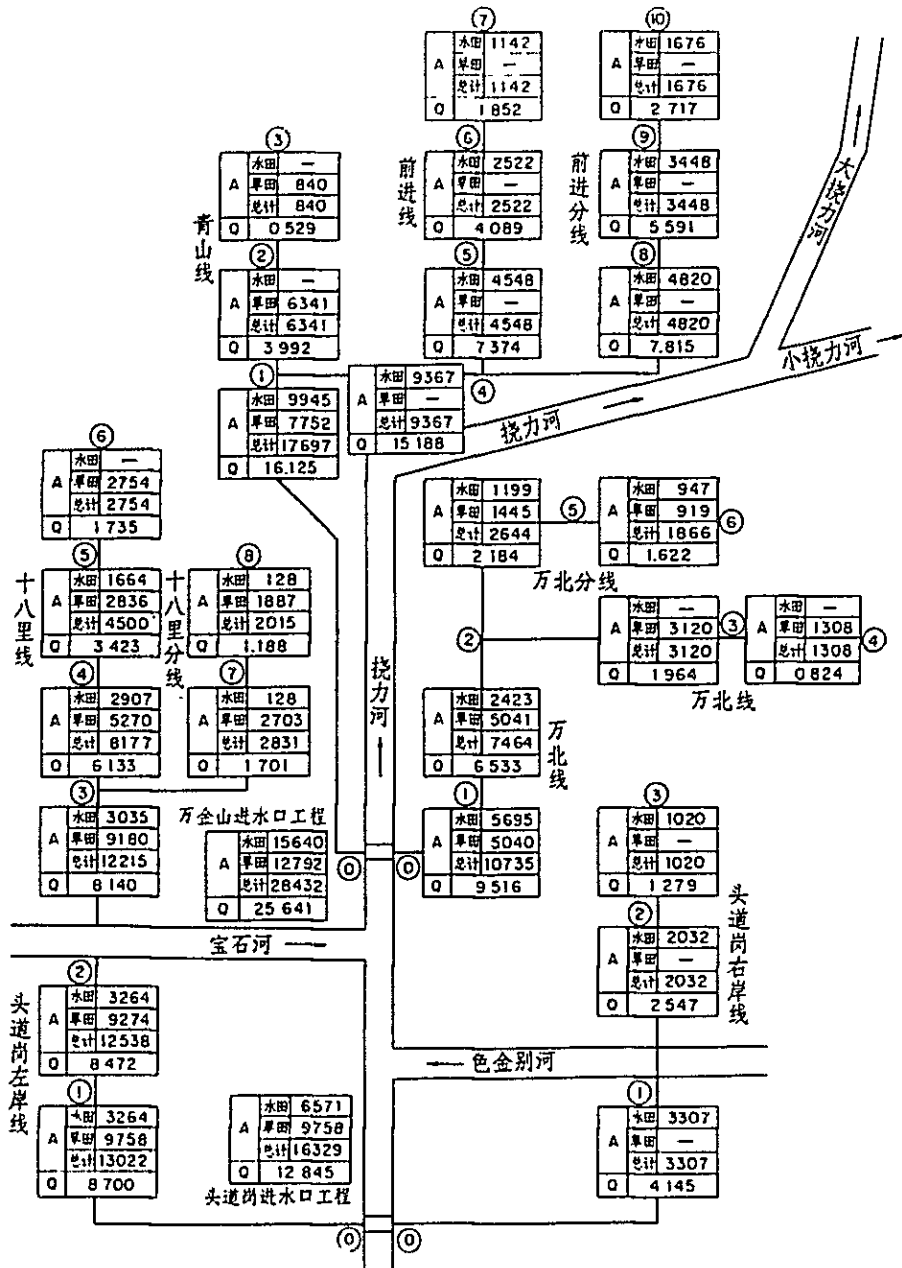 ⑦
A 水田 1142
旱田 —
总计 1142
Q 1852
⑩
A 水田 1676
旱田 —
总计 1676
Q 2717
③
A 水田 —
旱田 840
总计 840
Q 0529
青山线
⑥
A 水田 2522
旱田 —
总计 2522
Q 4089
前进线
⑨
A 水田 3448
旱田 —
总计 3448
Q 5591
前进分线
大挠力河
②
A 水田 —
旱田 6341
总计 6341
Q 3992
⑤
A 水田 4548
旱田 —
总计 4548
Q 7374
⑧
A 水田 4820
旱田 —
总计 4820
Q 7.815
小挠力河
①
A 水田 9945
旱田 7752
总计 17697
Q 16.125
④
A 水田 9367
旱田 —
总计 9367
Q 15188
挠力河
⑥
A 水田 —
旱田 2754
总计 2754
Q 1735
A 水田 1199
旱田 1445
总计 2644
Q 2184
⑤
A 水田 947
旱田 919
总计 1866
Q 1.622
⑥
万北分线
十八里线
⑤
A 水田 1664
旱田 2836
总计 4500
Q 3423
十八里分线
⑧
A 水田 128
旱田 1887
总计 2015
Q 1.188
②
A 水田 —
旱田 3120
总计 3120
Q 1964
③
A 水田 —
旱田 1308
总计 1308
Q 0824
④
万北线
④
A 水田 2907
旱田 5270
总计 8177
Q 6133
⑦
A 水田 128
旱田 2703
总计 2831
Q 1701
挠力河
A 水田 2423
旱田 5041
总计 7464
Q 6533
万北线
③
A 水田 3035
旱田 9180
总计 12215
Q 8140
万金山进水口工程
A 水田 15640
旱田 12792
总计 28432
Q 25641
⓪
⓪
①
A 水田 5695
旱田 5040
总计 10735
Q 9516
③
A 水田 1020
旱田 —
总计 1020
Q 1279
宝石河
②
A 水田 2032
旱田 —
总计 2032
Q 2547
头道岗右岸线
头道岗左岸线
②
A 水田 3264
旱田 9274
总计 12538
Q 8472
色金别河
①
A 水田 3264
旱田 9758
总计 13022
Q 8700
A 水田 6571
旱田 9758
总计 16329
Q 12845
头道岗进水口工程
①
A 水田 3307
旱田 —
总计 3307
Q 4145
⓪
⓪